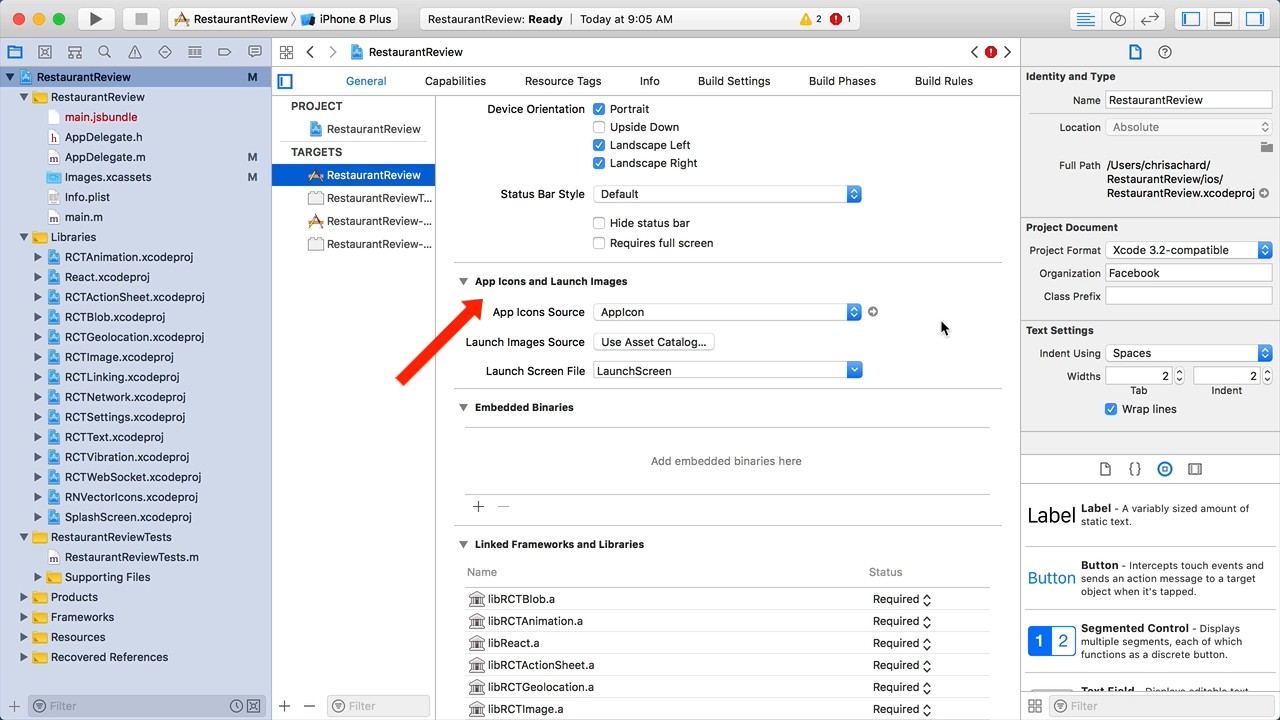 RestaurantReview
iPhone 8 Plus
RestaurantReview: Ready
Today at 9:05 AM
2
1
RestaurantReview
RestaurantReview M
RestaurantReview
main.jsbundle
AppDelegate.h
AppDelegate.m M
Images.xcassets M
Info.plist
main.m
Libraries
RCTAnimation.xcodeproj
React.xcodeproj
RCTActionSheet.xcodeproj
RCTBlob.xcodeproj
RCTGeolocation.xcodeproj
RCTImage.xcodeproj
RCTLinking.xcodeproj
RCTNetwork.xcodeproj
RCTSettings.xcodeproj
RCTText.xcodeproj
RCTVibration.xcodeproj
RCTWebSocket.xcodeproj
RNVectorIcons.xcodeproj
SplashScreen.xcodeproj
RestaurantReviewTests
RestaurantReviewTests.m
Supporting Files
Products
Frameworks
Resources
Recovered References
Filter
General
Capabilities
Resource Tags
Info
Build Settings
Build Phases
Build Rules
PROJECT
RestaurantReview
TARGETS
RestaurantReview
RestaurantReviewT...
RestaurantReview-...
RestaurantReview-...
Filter
Device Orientation Portrait
Upside Down
Landscape Left
Landscape Right
Status Bar Style Default
Hide status bar
Requires full screen
App Icons and Launch Images
App Icons Source AppIcon
Launch Images Source Use Asset Catalog...
Launch Screen File LaunchScreen
Embedded Binaries
Add embedded binaries here
Linked Frameworks and Libraries
Name Status
libRCTBlob.a Required
libRCTAnimation.a Required
libReact.a Required
libRCTActionSheet.a Required
libRCTGeolocation.a Required
libRCTImage.a Required
Identity and Type
Name RestaurantReview
Location Absolute
Full Path /Users/chrisachard/
RestaurantReview/ios/
RestaurantReview.xcodeproj
Project Document
Project Format Xcode 3.2-compatible
Organization Facebook
Class Prefix
Text Settings
Indent Using Spaces
Widths 2 2
Tab Indent
Wrap lines
{}
Label
Label - A variably sized amount of
static text.
Button
Button - Intercepts touch events and
sends an action message to a target
object when it's tapped.
1 2
Segmented Control - Displays
multiple segments, each of which
functions as a discrete button.
Text Field - Displays editable text
Filter